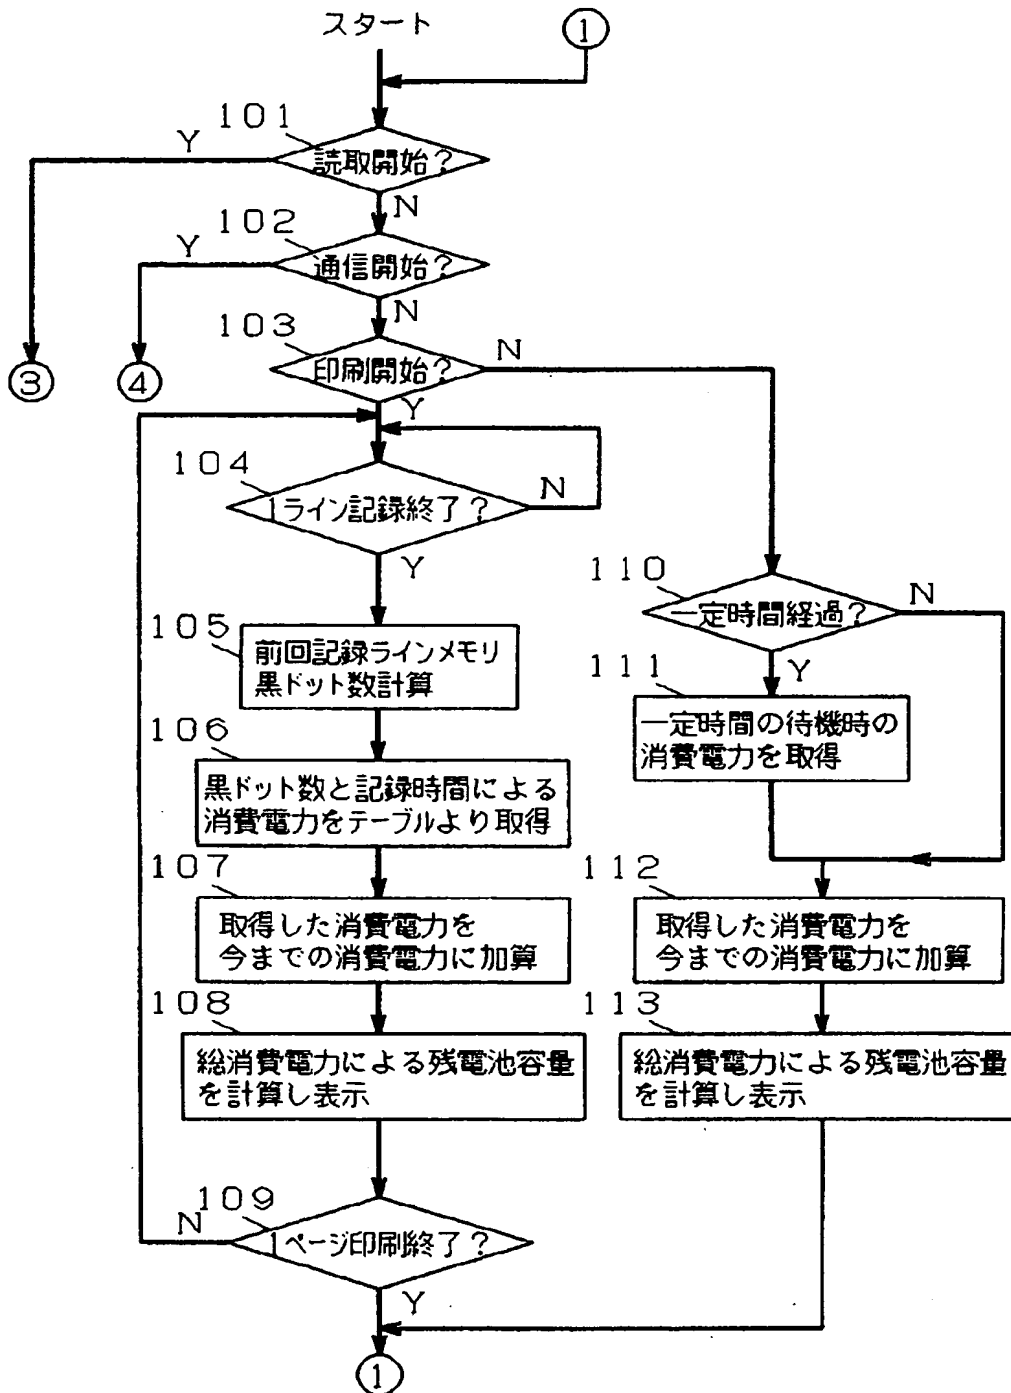 スタート
①
101
読取開始?
Y
N
102
通信開始?
Y
N
103
印刷開始?
N
Y
③
④
104
1ライン記録終了?
N
Y
105
前回記録ラインメモリ
黒ドット数計算
106
黒ドット数と記録時間による
消費電力をテーブルより取得
107
取得した消費電力を
今までの消費電力に加算
108
総消費電力による残電池容量
を計算し表示
109
1ページ印刷終了?
N
Y
110
一定時間経過?
N
Y
111
一定時間の待機時の
消費電力を取得
112
取得した消費電力を
今までの消費電力に加算
113
総消費電力による残電池容量
を計算し表示
①